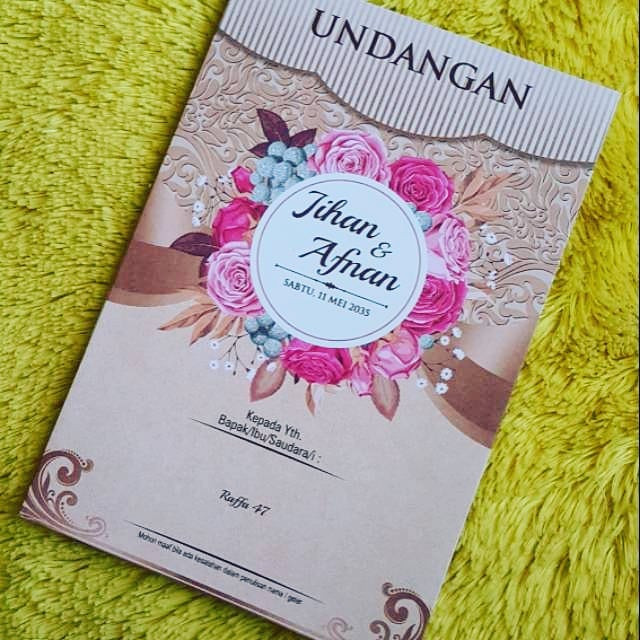 UNDANGAN
Jihan
&
Afnan
SABTU, 11 MEI 2035
Kepada Yth.
Bapak/Ibu/Saudara/i :
Raffa 47
Mohon maaf bila ada kesalahan dalam penulisan nama / gelar